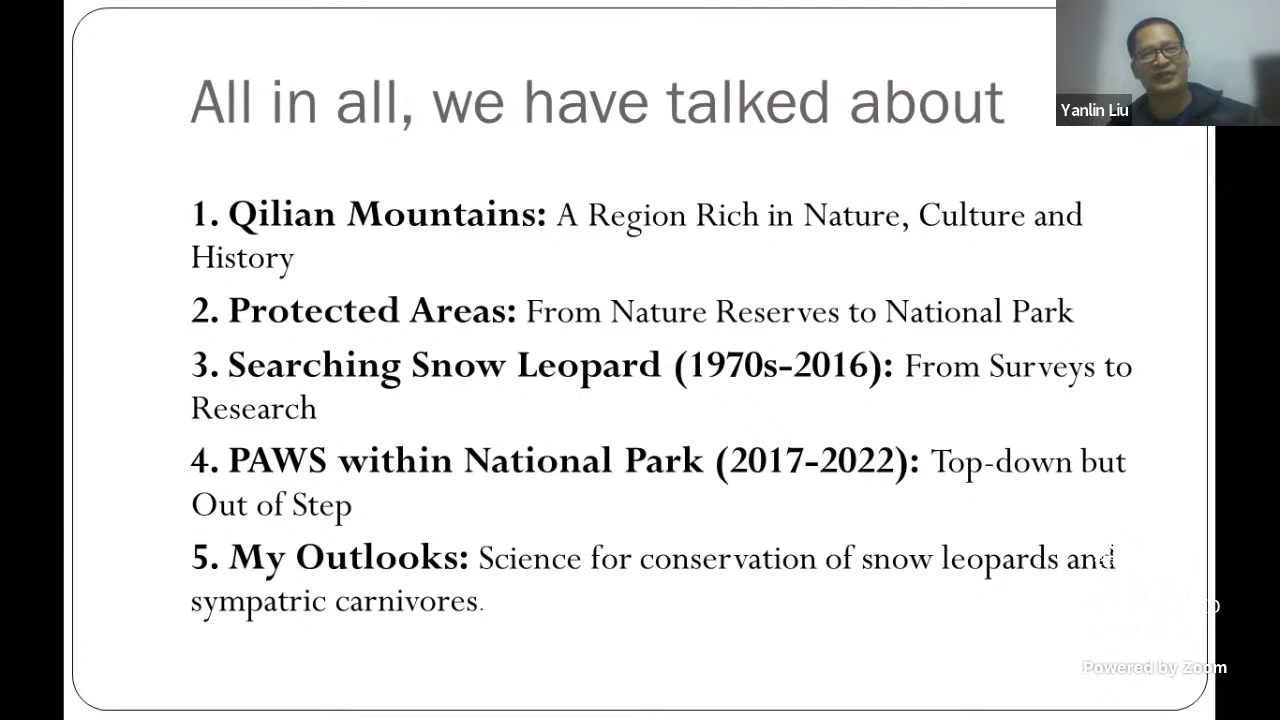 All in all, we have talked about
Yanlin Liu
1. Qilian Mountains: A Region Rich in Nature, Culture and
History
2. Protected Areas: From Nature Reserves to National Park
3. Searching Snow Leopard (1970s-2016): From Surveys to
Research
4. PAWS within National Park (2017-2022): Top-down but
Out of Step
5. My Outlooks: Science for conservation of snow leopards and
sympatric carnivores.
Powered by Zoom